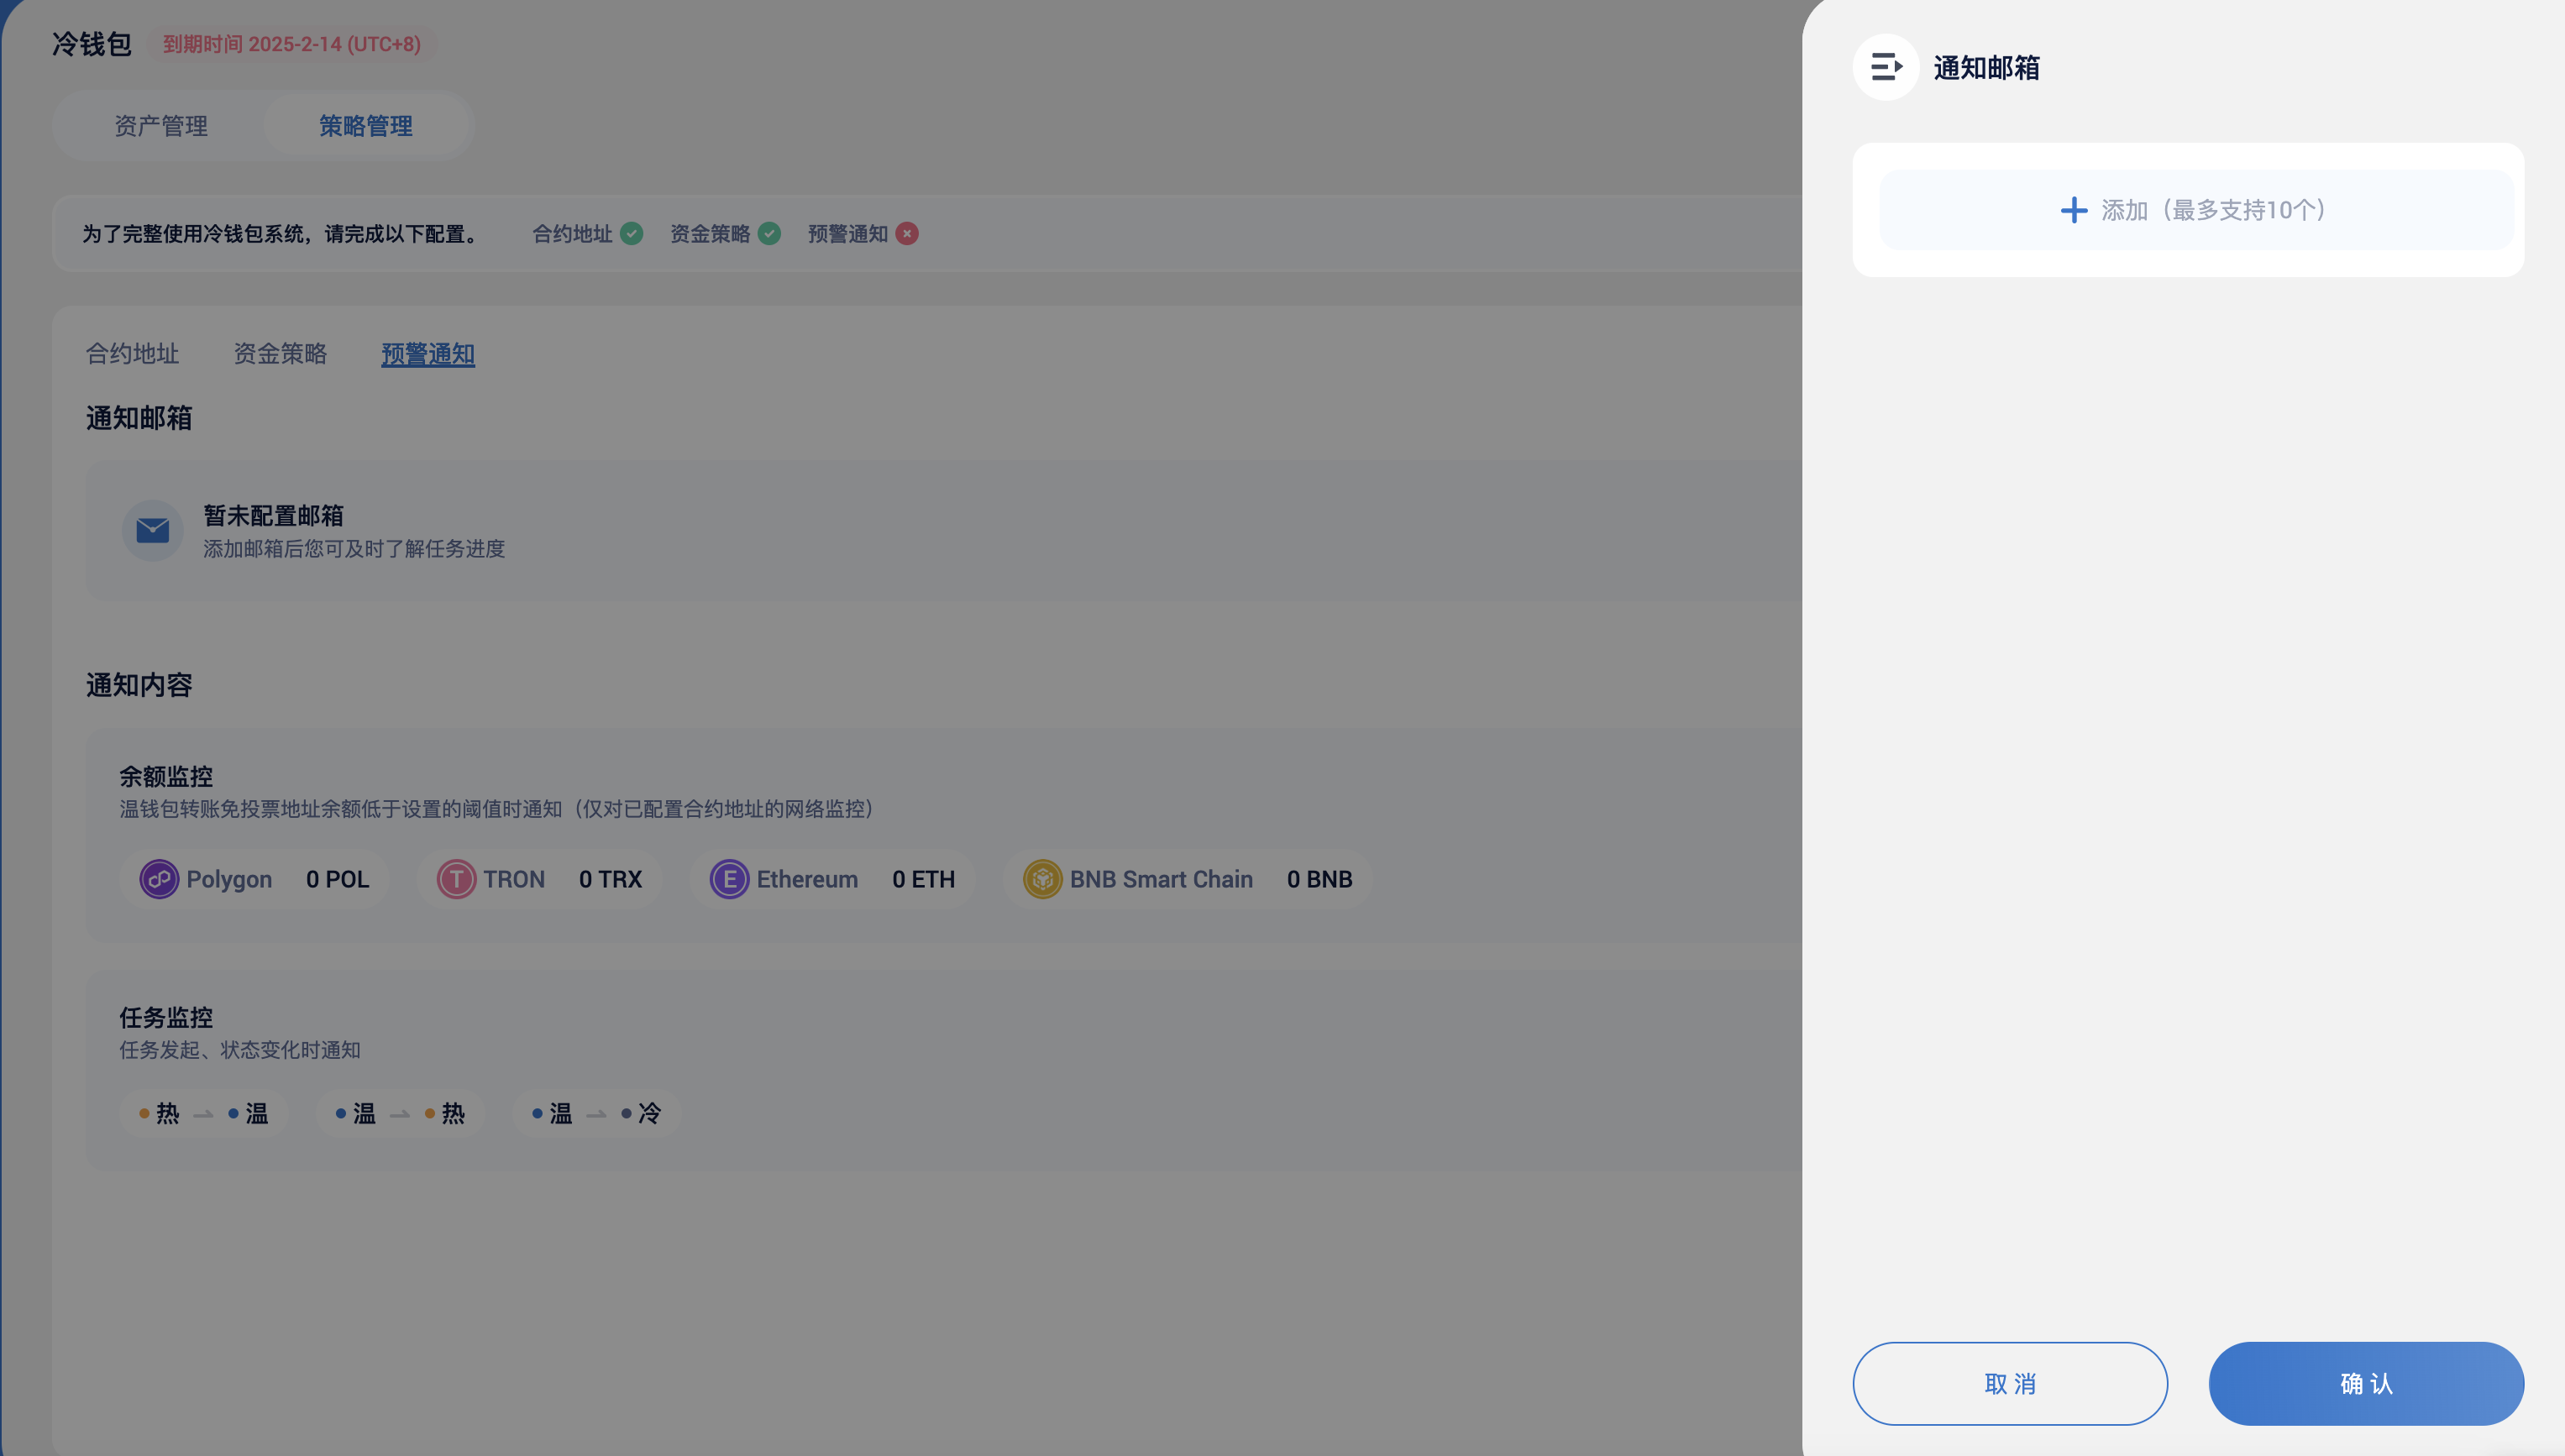 冷钱包 到期时间 2025-2-14 (UTC+8)
资产管理 策略管理
为了完整使用冷钱包系统，请完成以下配置。 合约地址 资金策略 预警通知
合约地址 资金策略 预警通知
通知邮箱
暂未配置邮箱
添加邮箱后您可及时了解任务进度
通知内容
余额监控
温钱包转账免投票地址余额低于设置的阈值时通知（仅对已配置合约地址的网络监控）
Polygon 0 POL TRON 0 TRX Ethereum 0 ETH BNB Smart Chain 0 BNB
任务监控
任务发起、状态变化时通知
热 温 温 热 温 冷
通知邮箱
添加（最多支持10个）
取消 确认